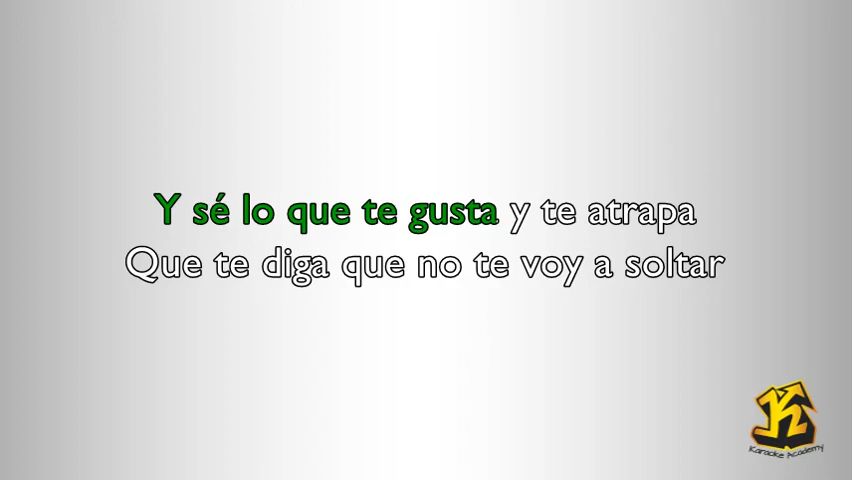 Y sé lo que te gusta y te atrapa
Que te diga que no te voy a soltar
K
Karaoke Academy